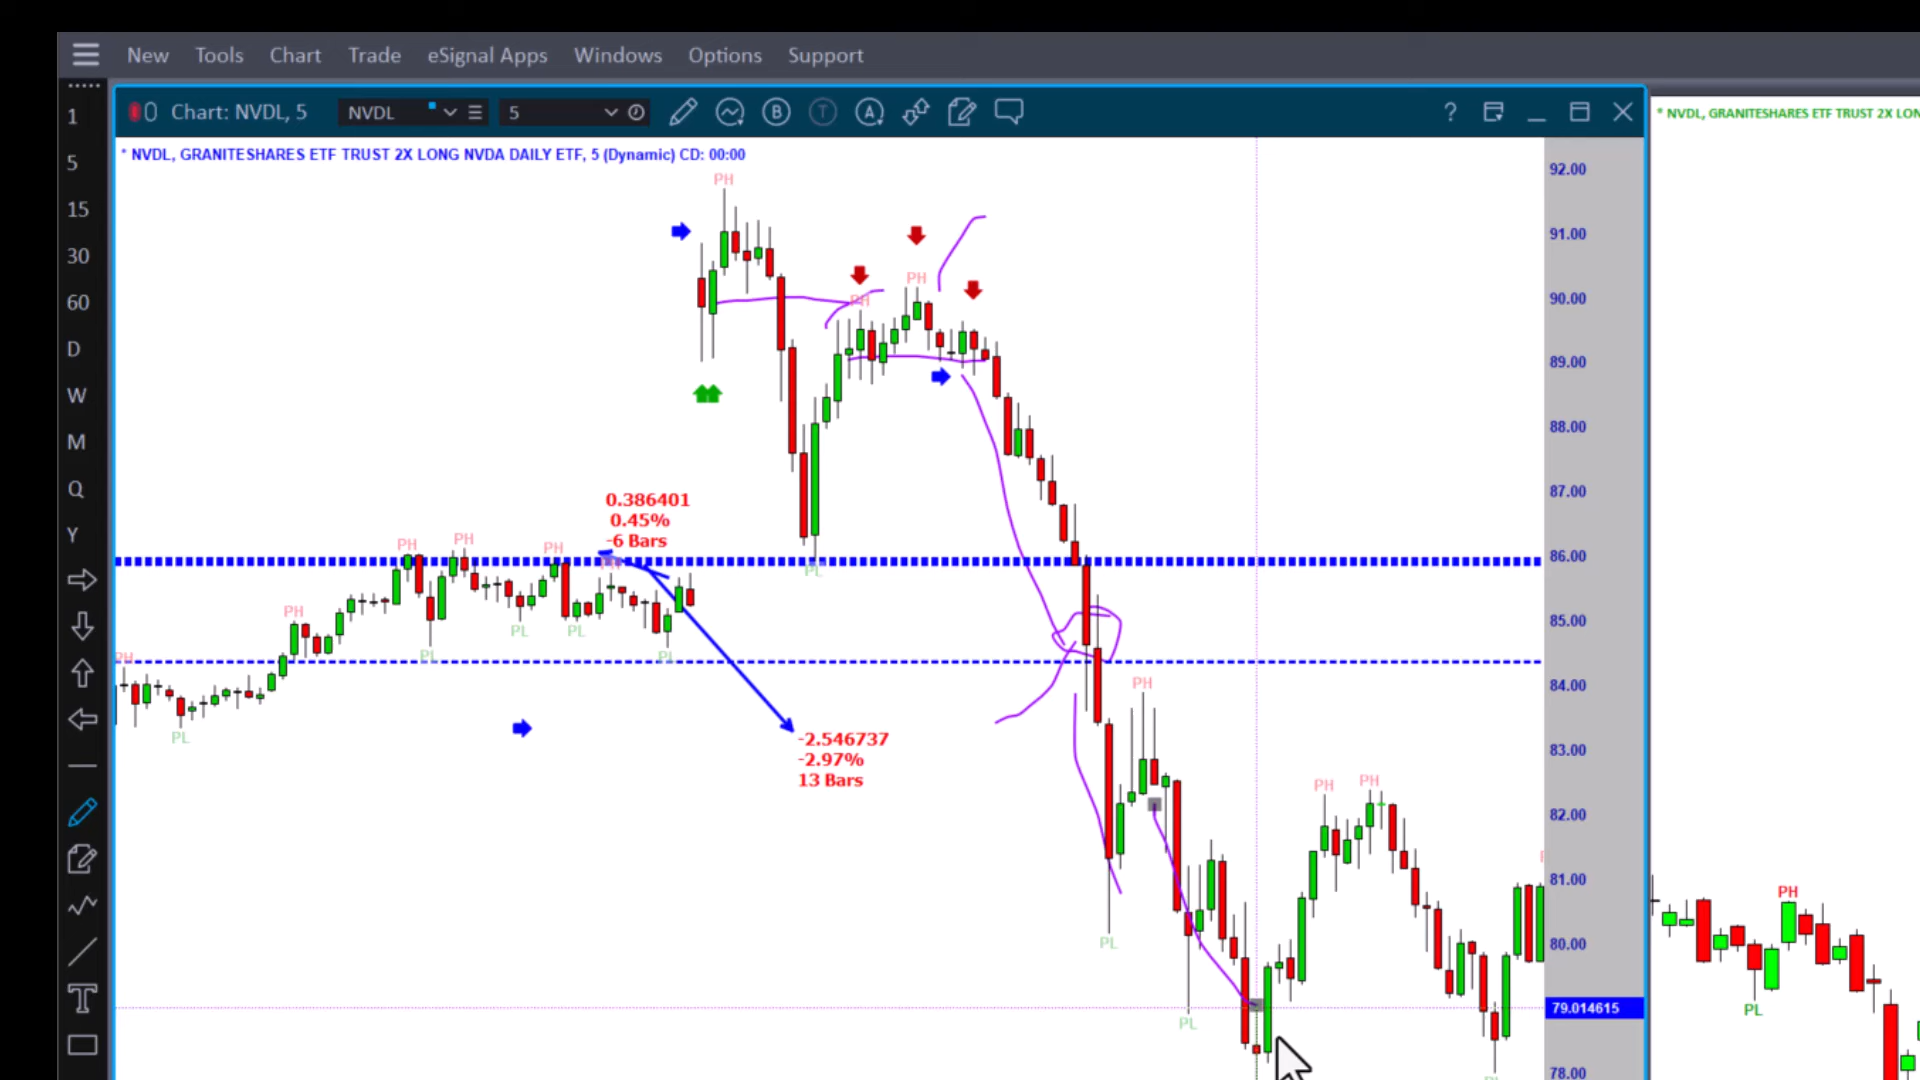 New Tools Chart Trade eSignal Apps Windows Options Support
Chart: NVDL, 5 NVDL 5 B T A ?
* NVDL, GRANITESHARES ETF TRUST 2X LONG NVDA DAILY ETF, 5 (Dynamic) CD: 00:00
* NVDL, GRANITESHARES ETF TRUST 2X LON
1
5
15
30
60
D
W
M
Q
Y
T
PH
PH
PH
PH
PH
PH
PH
PH
PH
PH
PH
PH
PH
PH
PL
PL
PL
PL
PL
PL
PL
PL
PL
0.386401
0.45%
-6 Bars
-2.546737
-2.97%
13 Bars
92.00
91.00
90.00
89.00
88.00
87.00
86.00
85.00
84.00
83.00
82.00
81.00
80.00
79.014615
78.00